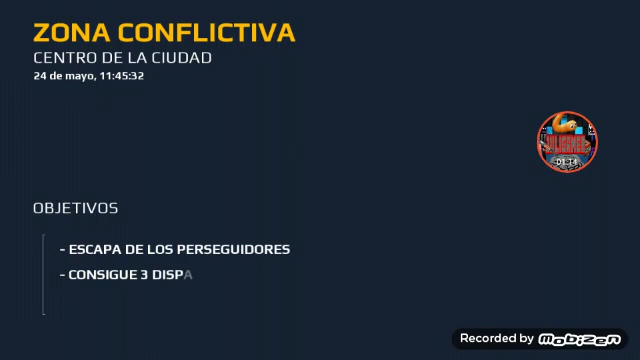 ZONA CONFLICTIVA
CENTRO DE LA CIUDAD
24 de mayo, 11:45:32
OBJETIVOS
- ESCAPA DE LOS PERSEGUIDORES
- CONSIGUE 3 DISPA
Recorded by Mobizen